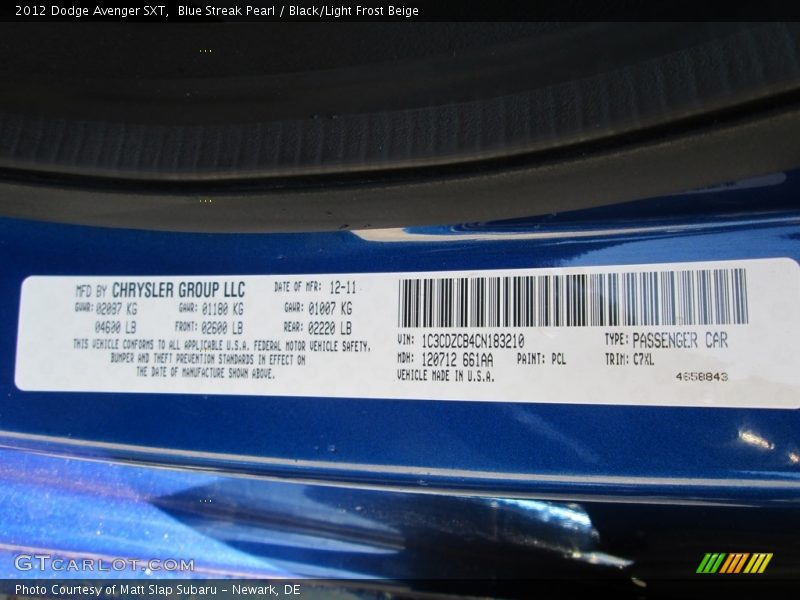 2012 Dodge Avenger SXT, Blue Streak Pearl / Black/Light Frost Beige
MFD BY CHRYSLER GROUP LLC DATE OF MFR: 12-11
GVWR: 02087 KG GAWR: 01180 KG GAWR: 01007 KG
04600 LB FRONT: 02600 LB REAR: 02220 LB
THIS VEHICLE CONFORMS TO ALL APPLICABLE U.S.A. FEDERAL MOTOR VEHICLE SAFETY,
BUMPER AND THEFT PREVENTION STANDARDS IN EFFECT ON
THE DATE OF MANUFACTURE SHOWN ABOVE.
VIN: 1C3CDZCB4CN183210 TYPE: PASSENGER CAR
MDH: 120712 661AA PAINT: PCL TRIM: C7XL
VEHICLE MADE IN U.S.A.
4658843
GTCARLOT.COM
Photo Courtesy of Matt Slap Subaru - Newark, DE